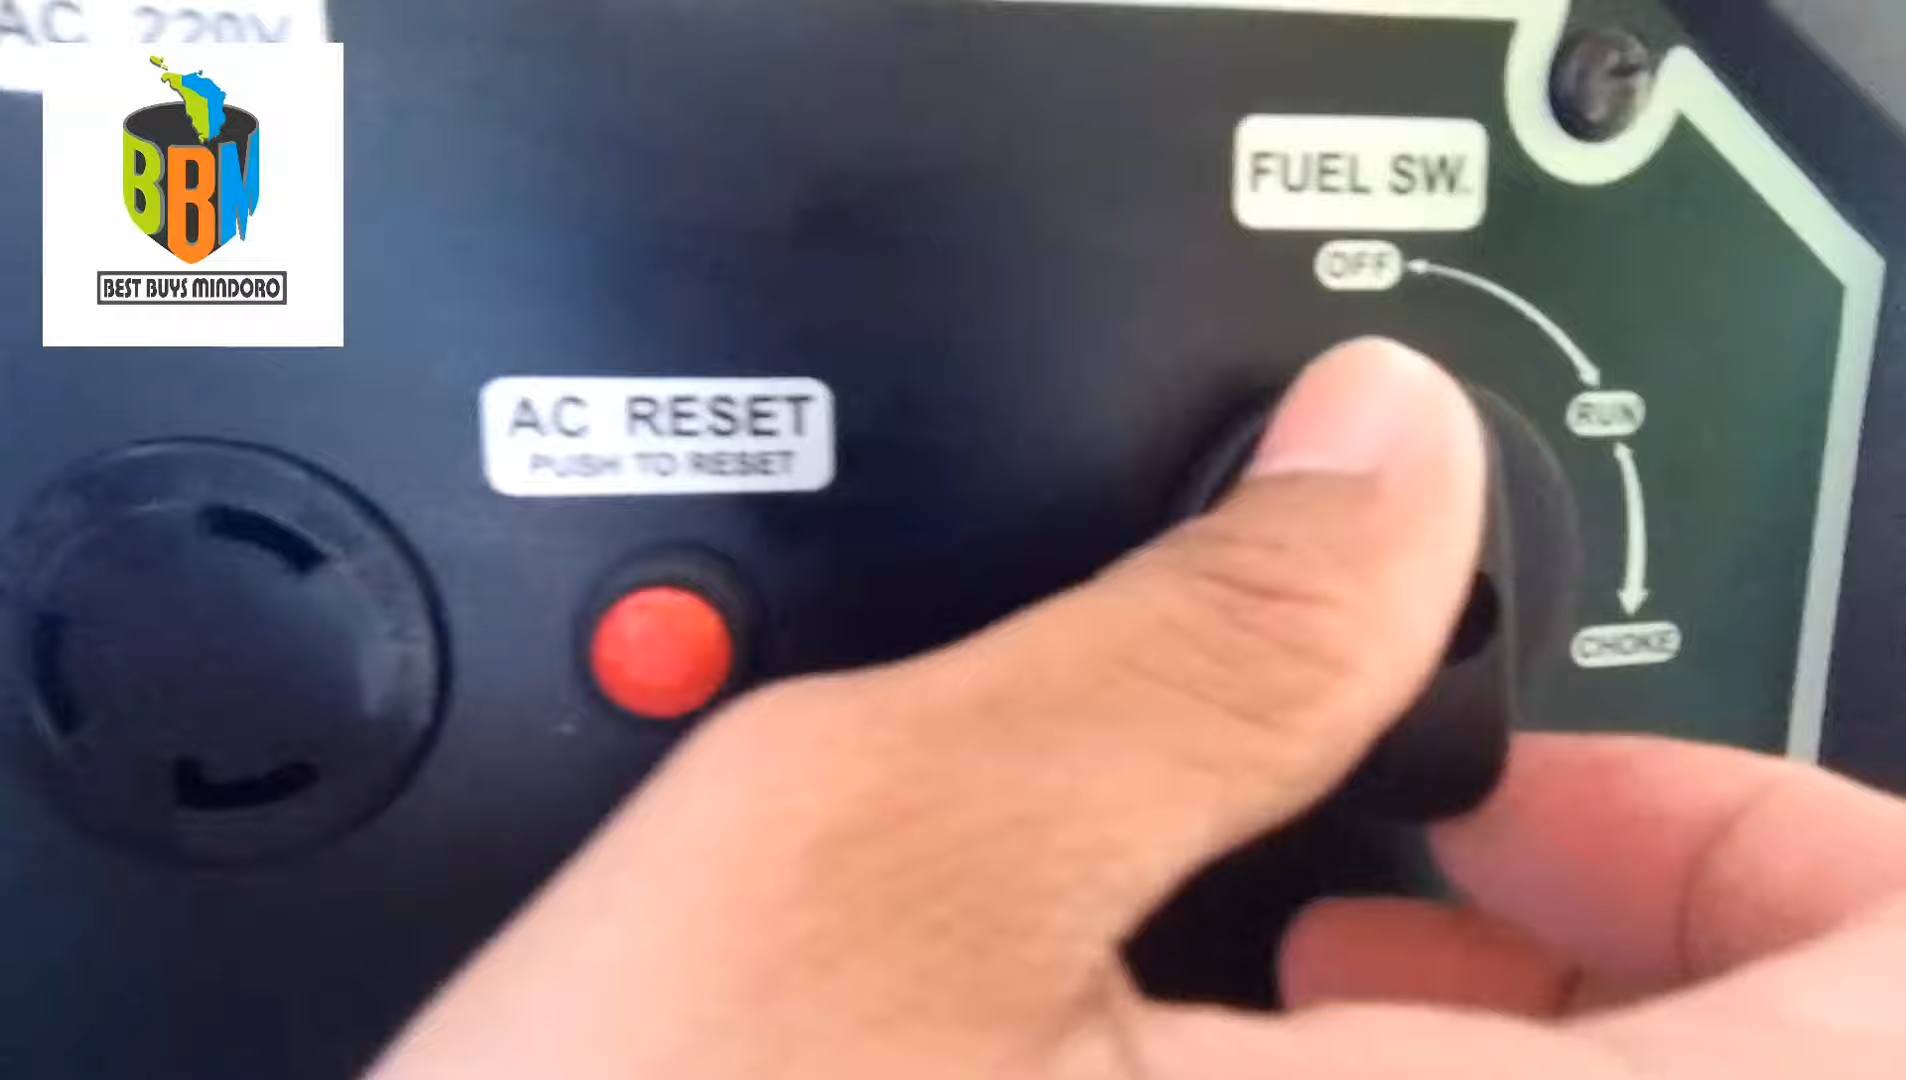 AC 220V
BBM
BEST BUYS MINDORO
FUEL SW.
OFF
RUN
CHOKE
AC RESET
PUSH TO RESET